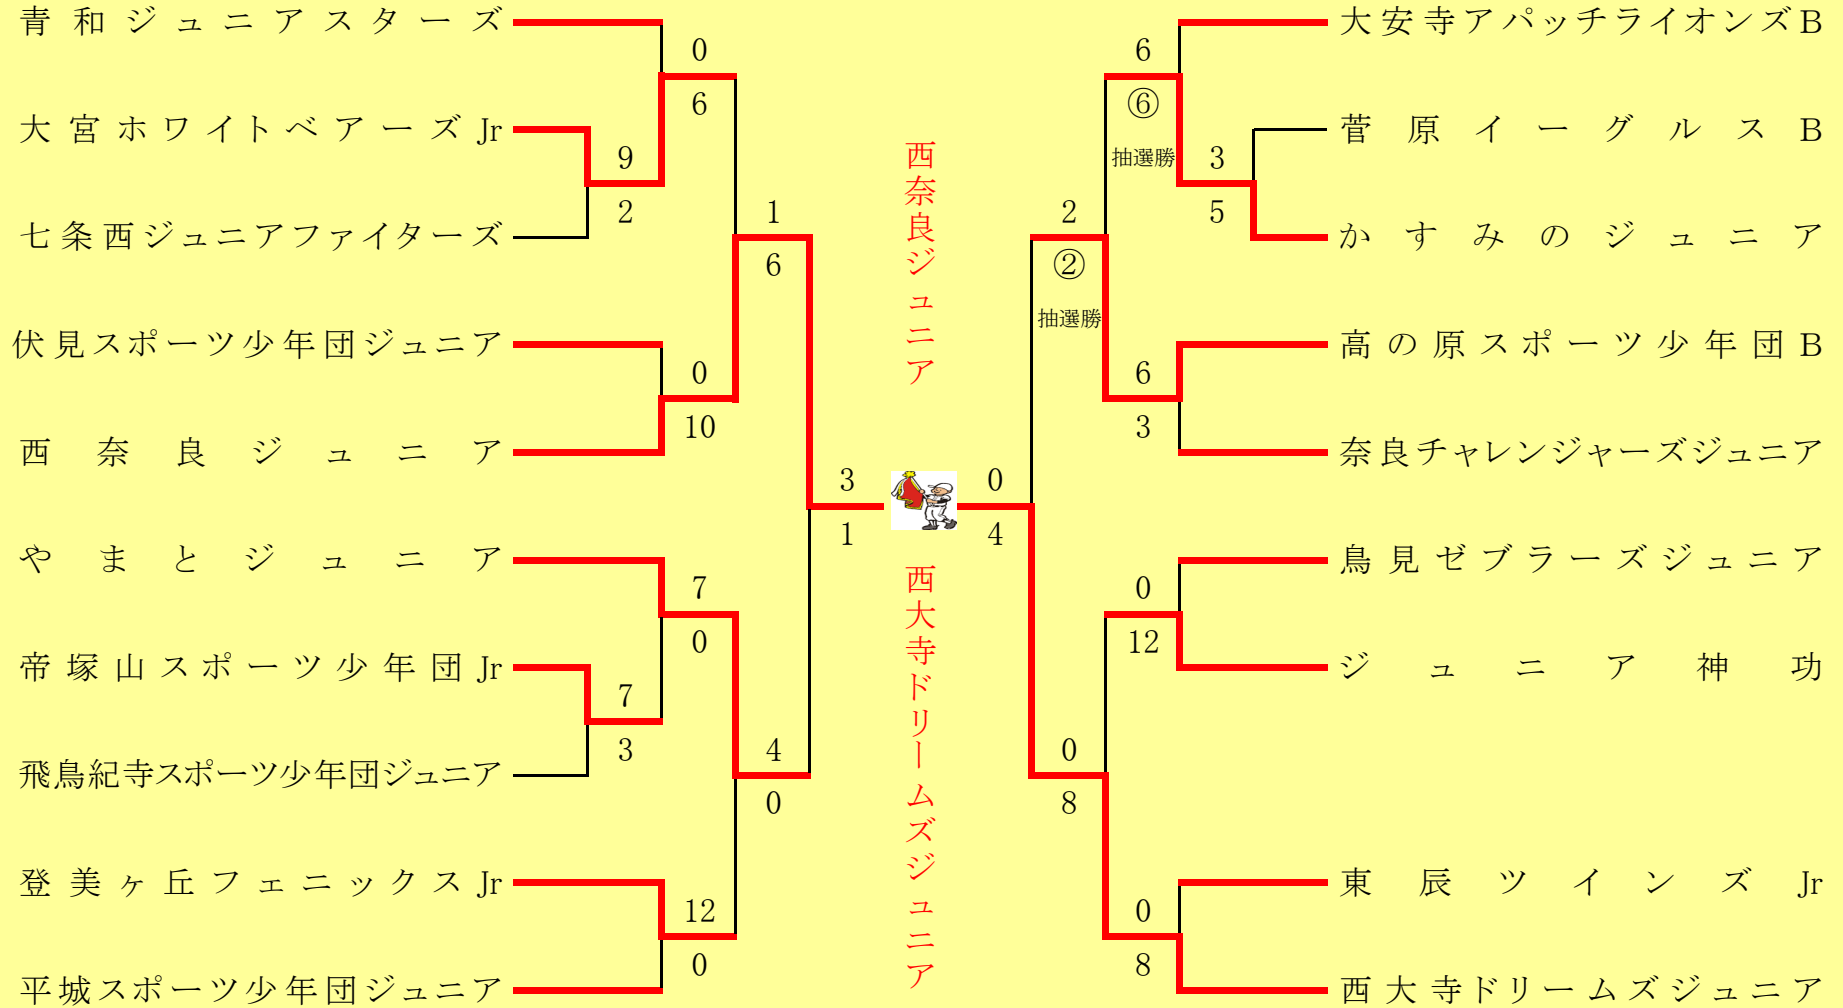 青和ジュニアスターズ
大宮ホワイトベアーズJr
七条西ジュニアファイターズ
伏見スポーツ少年団ジュニア
西奈良ジュニア
やまとジュニア
帝塚山スポーツ少年団Jr
飛鳥紀寺スポーツ少年団ジュニア
登美ヶ丘フェニックスJr
平城スポーツ少年団ジュニア
0
6
9
2
0
10
7
0
7
3
12
0
1
6
4
0
3
1
西奈良ジュニア
西大寺ドリームズジュニア
0
4
2
②
抽選勝
0
8
6
⑥
抽選勝
3
5
6
3
0
12
0
8
大安寺アパッチライオンズB
菅原イーグルスB
かすみのジュニア
高の原スポーツ少年団B
奈良チャレンジャーズジュニア
鳥見ゼブラーズジュニア
ジュニア神功
東辰ツインズJr
西大寺ドリームズジュニア